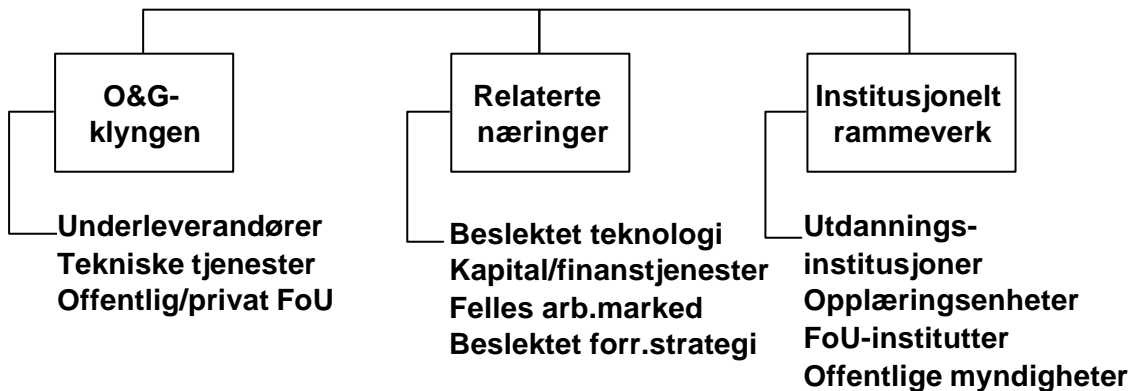 O&G-
klyngen
Relaterte
næringer
Institusjonelt
rammeverk
Underleverandører
Tekniske tjenester
Offentlig/privat FoU
Beslektet teknologi
Kapital/finanstjenester
Felles arb.marked
Beslektet forr.strategi
Utdannings-
institusjoner
Opplæringsenheter
FoU-institutter
Offentlige myndigheter